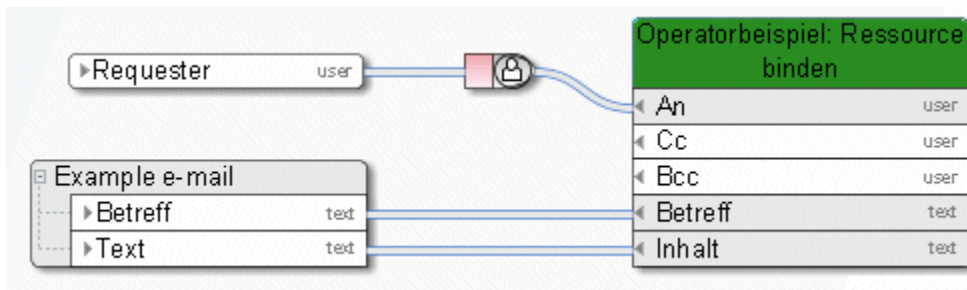 Operatorbeispiel: Ressource
binden
Requester user
An user
Cc user
Bcc user
Example e-mail
Betreff text
Betreff text
Text text
Inhalt text